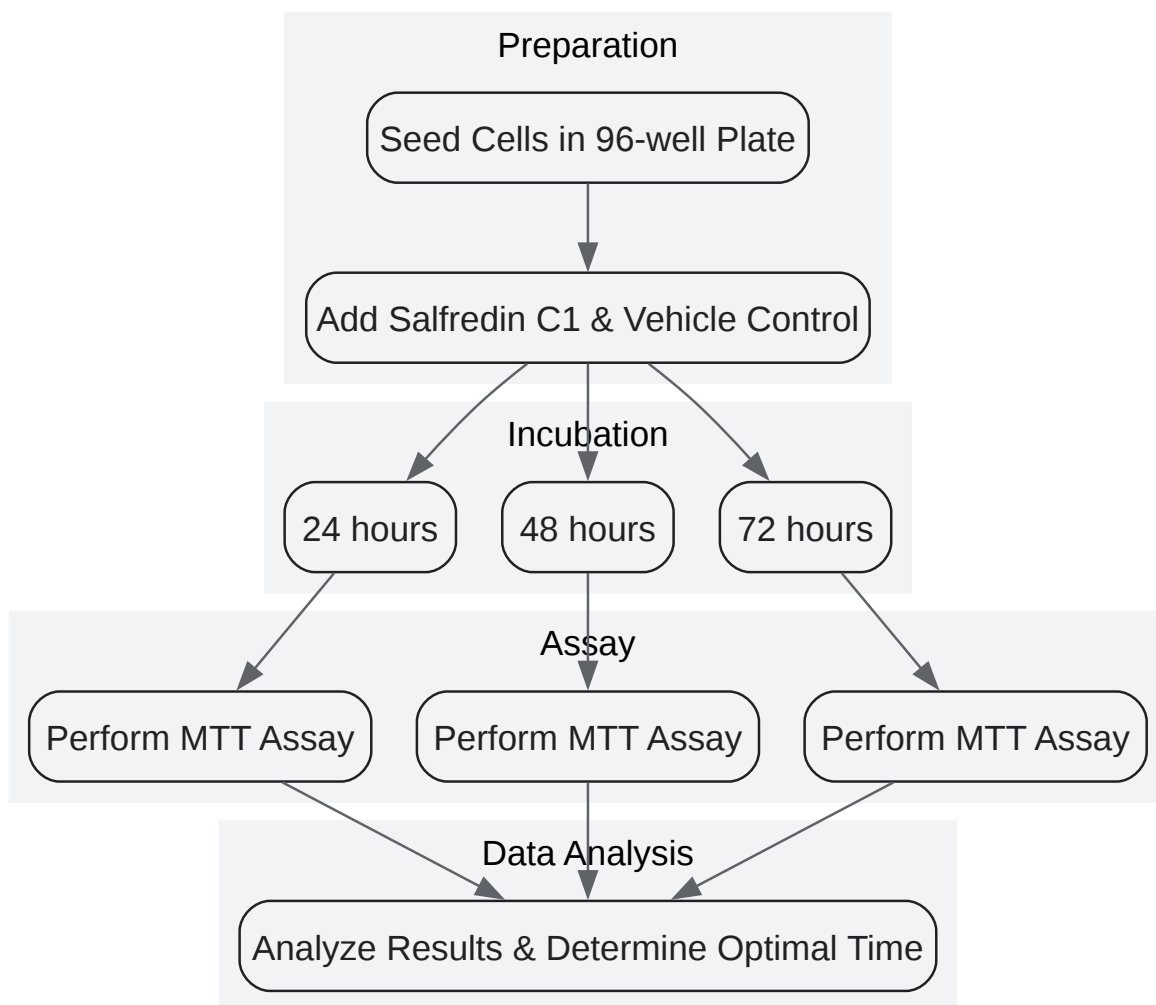 Preparation
Seed Cells in 96-well Plate
Add Salfredin C1 & Vehicle Control
Incubation
24 hours
48 hours
72 hours
Assay
Perform MTT Assay
Perform MTT Assay
Perform MTT Assay
Data Analysis
Analyze Results & Determine Optimal Time